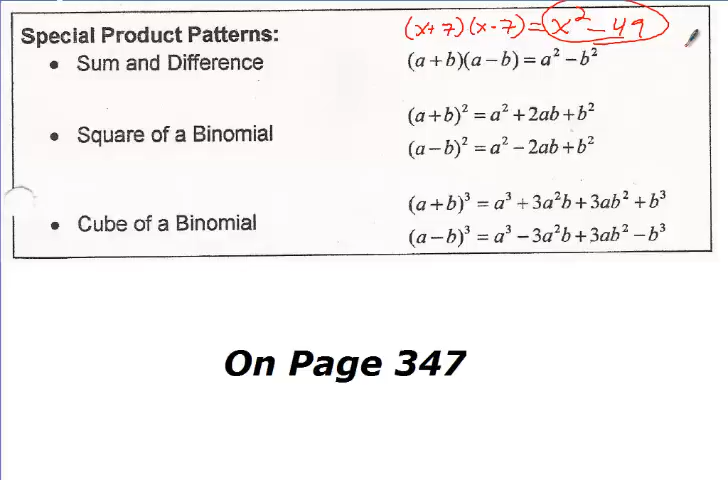 (x+7)(x-7) = x² - 49
Special Product Patterns:
• Sum and Difference (a+b)(a−b) = a² −b²
(a+b)² = a² + 2ab + b²
• Square of a Binomial
(a−b)² = a² − 2ab + b²
(a+b)³ = a³ + 3a²b + 3ab² + b³
• Cube of a Binomial
(a−b)³ = a³ − 3a²b + 3ab² − b³
On Page 347